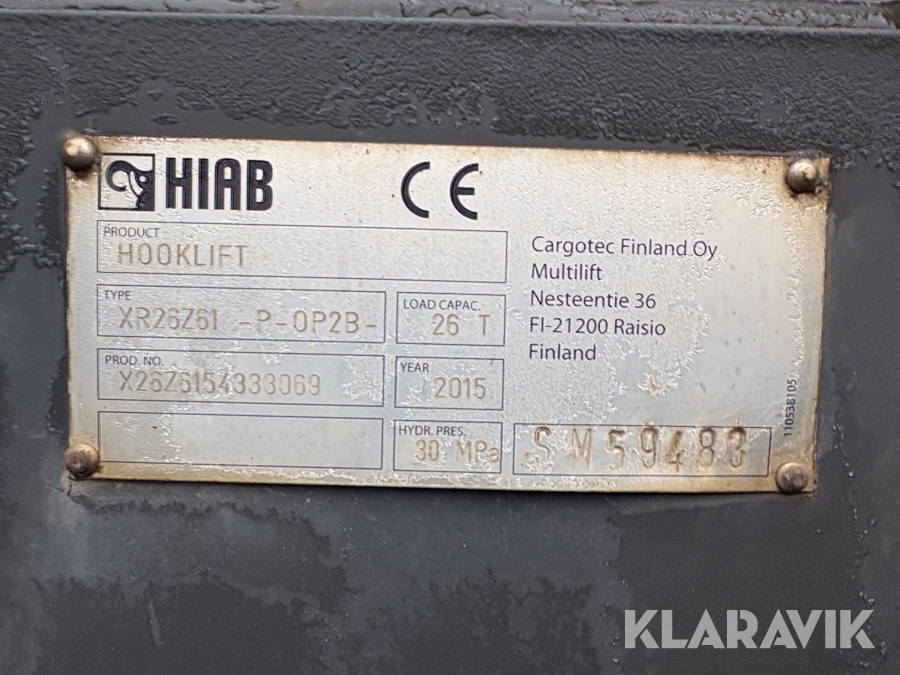 HIAB CE
PRODUCT
HOOKLIFT
TYPE
XR26Z61 -P-OP2B-
LOAD CAPAC.
26 T
PROD. NO.
X26Z6154333069
YEAR
2015
HYDR. PRES.
30 MPa
SM59483
Cargotec Finland Oy
Multilift
Nesteentie 36
FI-21200 Raisio
Finland
110538105
KLARAVIK